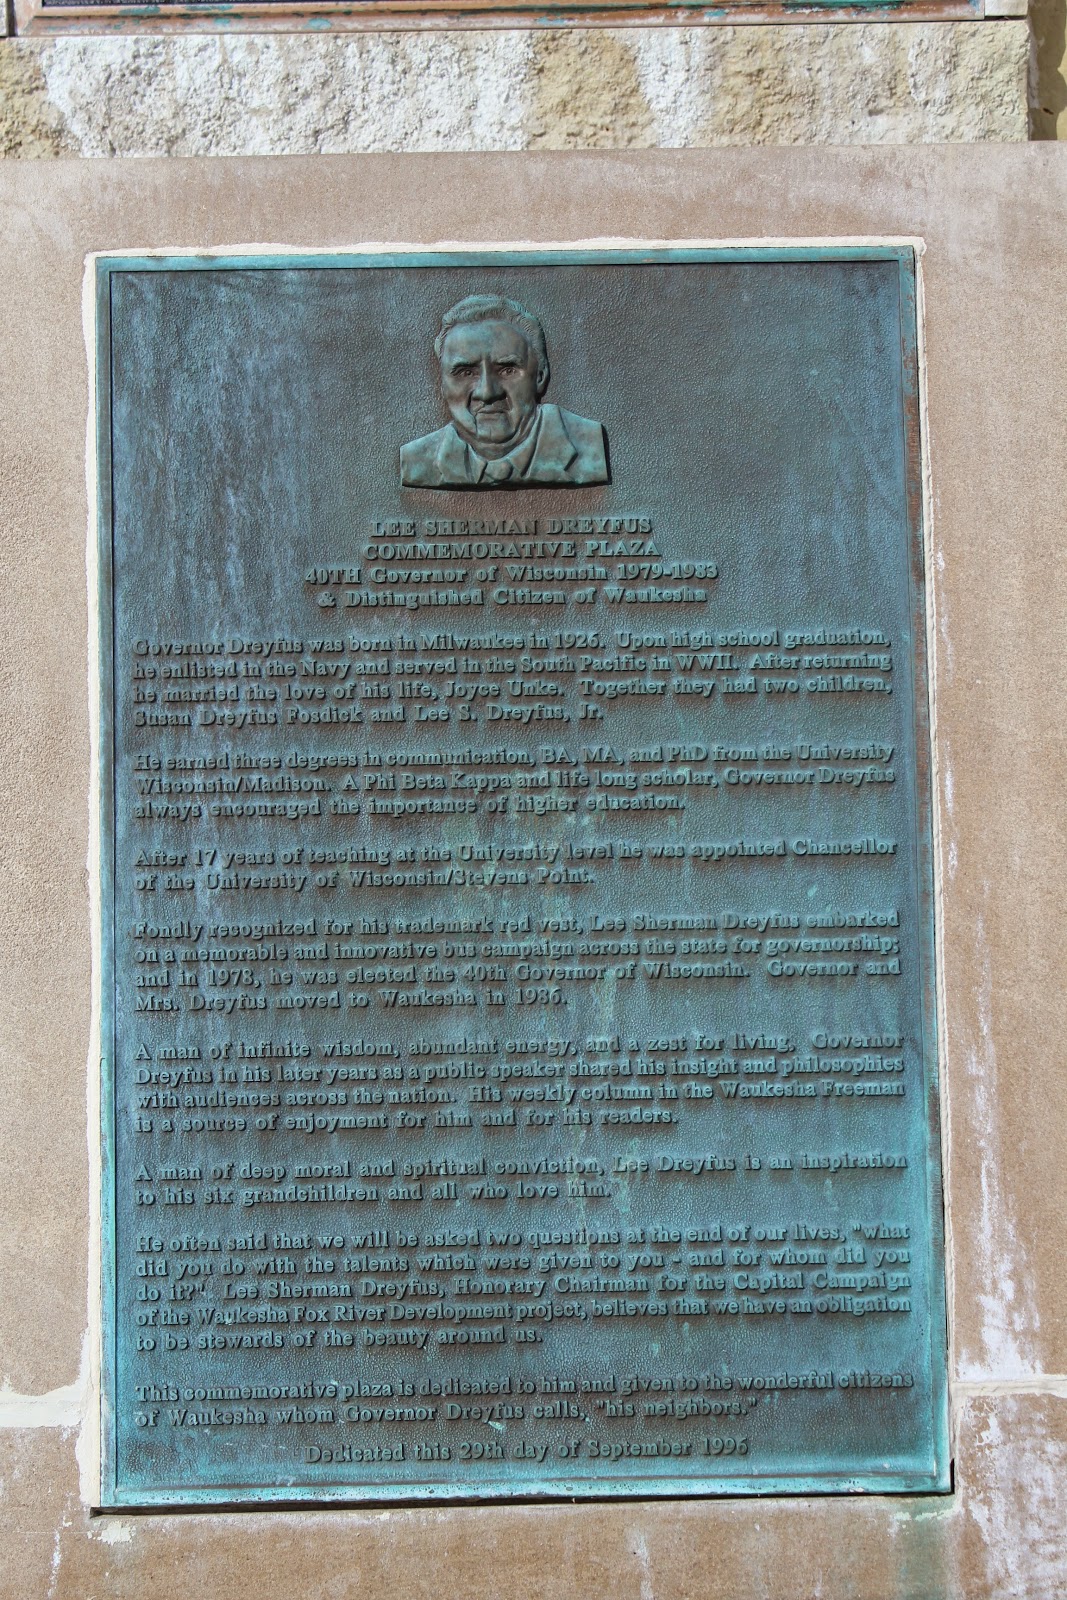 LEE SHERMAN DREYFUS
COMMEMORATIVE PLAZA
40TH Governor of Wisconsin 1979-1983
& Distinguished Citizen of Waukesha
Governor Dreyfus was born in Milwaukee in 1926. Upon high school graduation,
he enlisted in the Navy and served in the South Pacific in WWII. After returning
he married the love of his life, Joyce Unke. Together they had two children,
Susan Dreyfus Fosdick and Lee S. Dreyfus, Jr.
He earned three degrees in communication, BA, MA, and PhD from the University
Wisconsin/Madison. A Phi Beta Kappa and life long scholar, Governor Dreyfus
always encouraged the importance of higher education.
After 17 years of teaching at the University level he was appointed Chancellor
of the University of Wisconsin/Stevens Point.
Fondly recognized for his trademark red vest, Lee Sherman Dreyfus embarked
on a memorable and innovative bus campaign across the state for governorship;
and in 1978, he was elected the 40th Governor of Wisconsin. Governor and
Mrs. Dreyfus moved to Waukesha in 1986.
A man of infinite wisdom, abundant energy, and a zest for living, Governor
Dreyfus in his later years as a public speaker shared his insight and philosophies
with audiences across the nation. His weekly column in the Waukesha Freeman
is a source of enjoyment for him and for his readers.
A man of deep moral and spiritual conviction, Lee Dreyfus is an inspiration
to his six grandchildren and all who love him.
He often said that we will be asked two questions at the end of our lives, "what
did you do with the talents which were given to you - and for whom did you
do it?" Lee Sherman Dreyfus, Honorary Chairman for the Capital Campaign
of the Waukesha Fox River Development project, believes that we have an obligation
to be stewards of the beauty around us.
This commemorative plaza is dedicated to him and given to the wonderful citizens
of Waukesha whom Governor Dreyfus calls, "his neighbors."
Dedicated this 29th day of September 1996